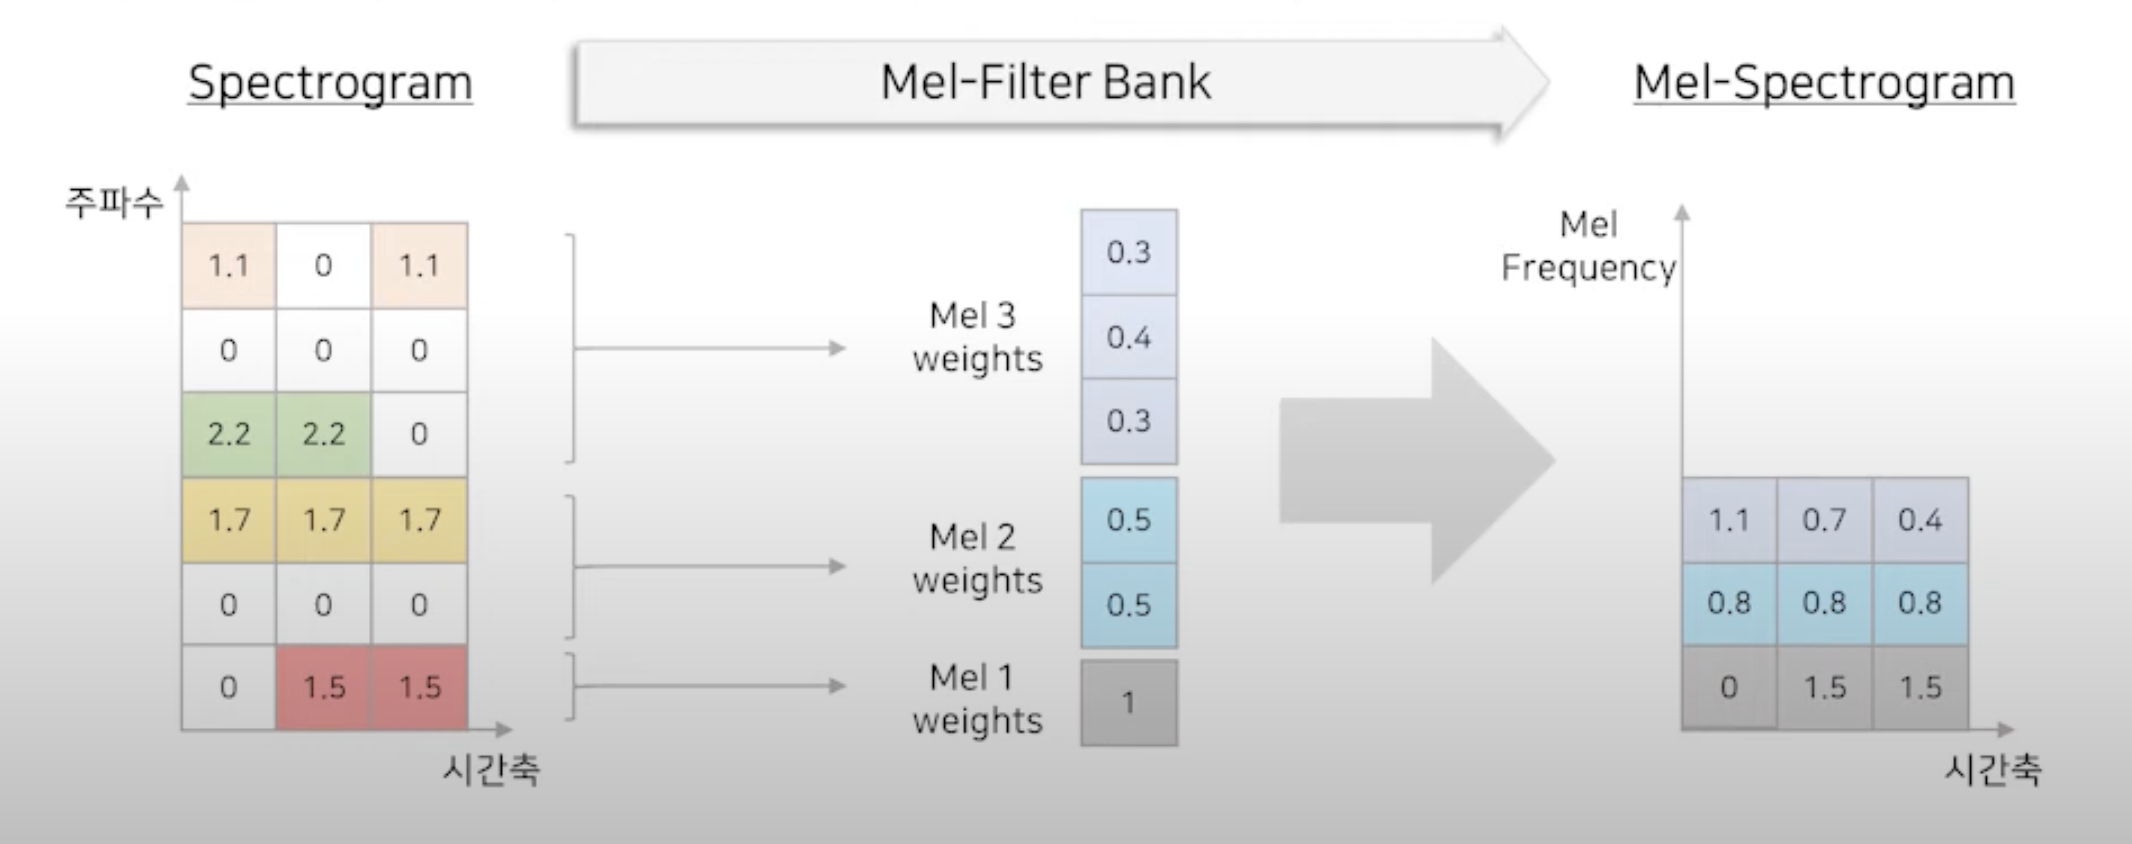 Spectrogram
Mel-Filter Bank
Mel-Spectrogram
주파수
1.1 0 1.1
0 0 0
2.2 2.2 0
1.7 1.7 1.7
0 0 0
0 1.5 1.5
시간축
Mel 3
weights
0.3
0.4
0.3
Mel 2
weights
0.5
0.5
Mel 1
weights
1
Mel
Frequency
1.1 0.7 0.4
0.8 0.8 0.8
0 1.5 1.5
시간축